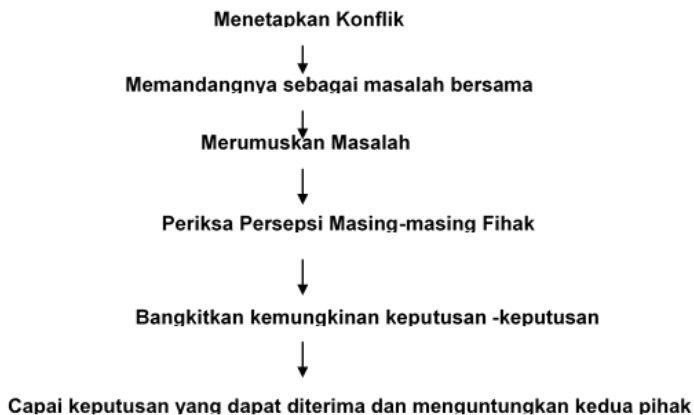 Menetapkan Konflik
Memandangnya sebagai masalah bersama
Merumuskan Masalah
Periksa Persepsi Masing-masing Fihak
Bangkitkan kemungkinan keputusan -keputusan
Capai keputusan yang dapat diterima dan menguntungkan kedua pihak